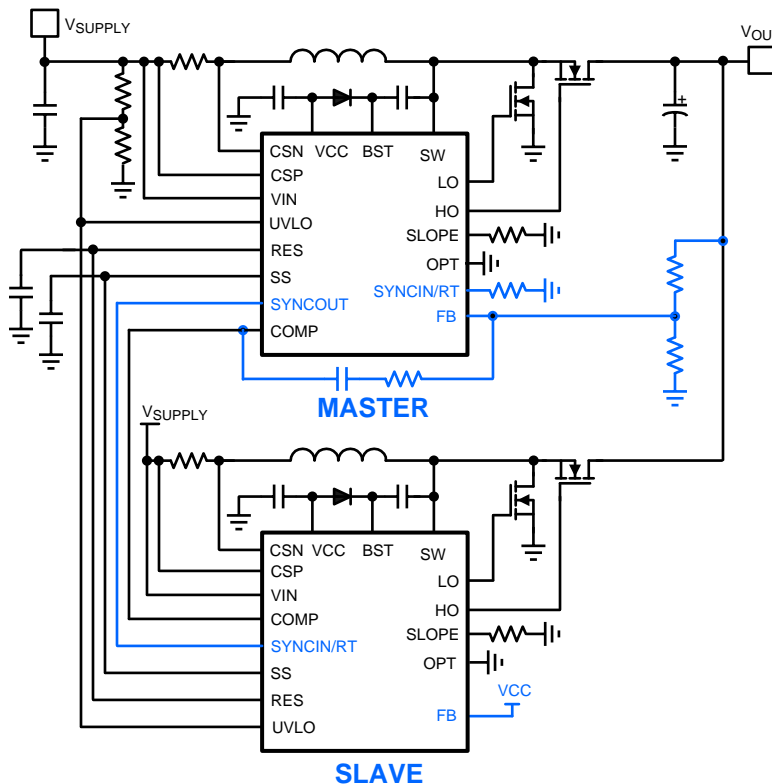 VSUPPLY
VOU
+
CSN
VCC
BST
SW
CSP
LO
VIN
HO
UVLO
SLOPE
RES
OPT
SS
SYNCIN/RT
SYNCOUT
FB
COMP
MASTER
VSUPPLY
CSN
VCC
BST
SW
CSP
LO
VIN
HO
COMP
SLOPE
SYNCIN/RT
OPT
SS
RES
VCC
FB
UVLO
SLAVE